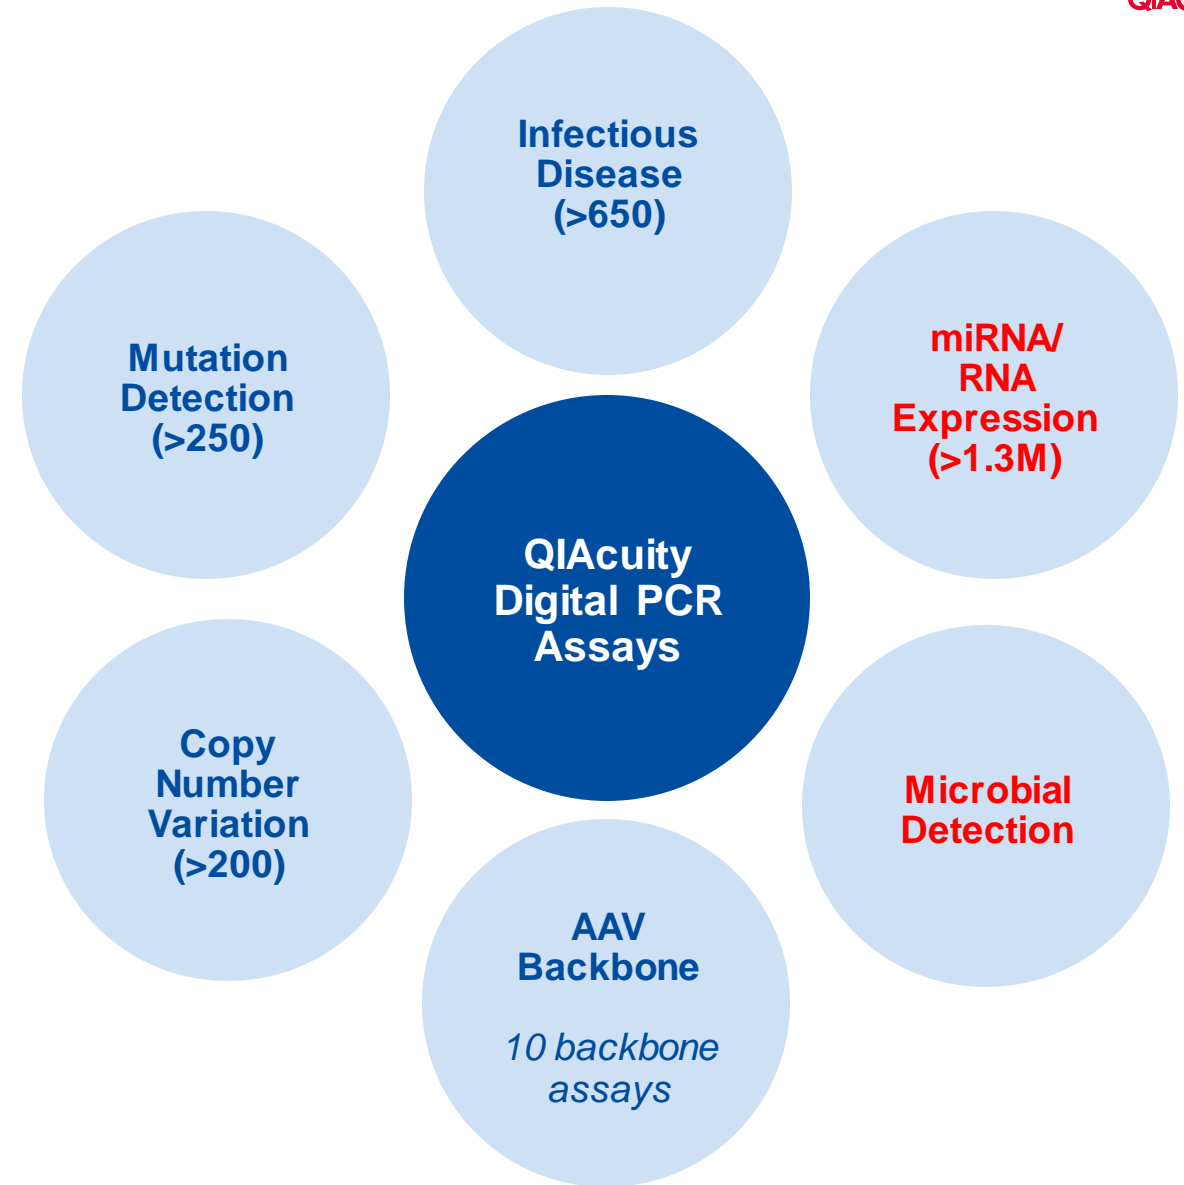 Infectious
Disease
(>650)
Mutation
Detection
(>250)
miRNA/
RNA
Expression
(>1.3M)
QIAcuity
Digital PCR
Assays
Copy
Number
Variation
(>200)
Microbial
Detection
AAV
Backbone
10 backbone
assays